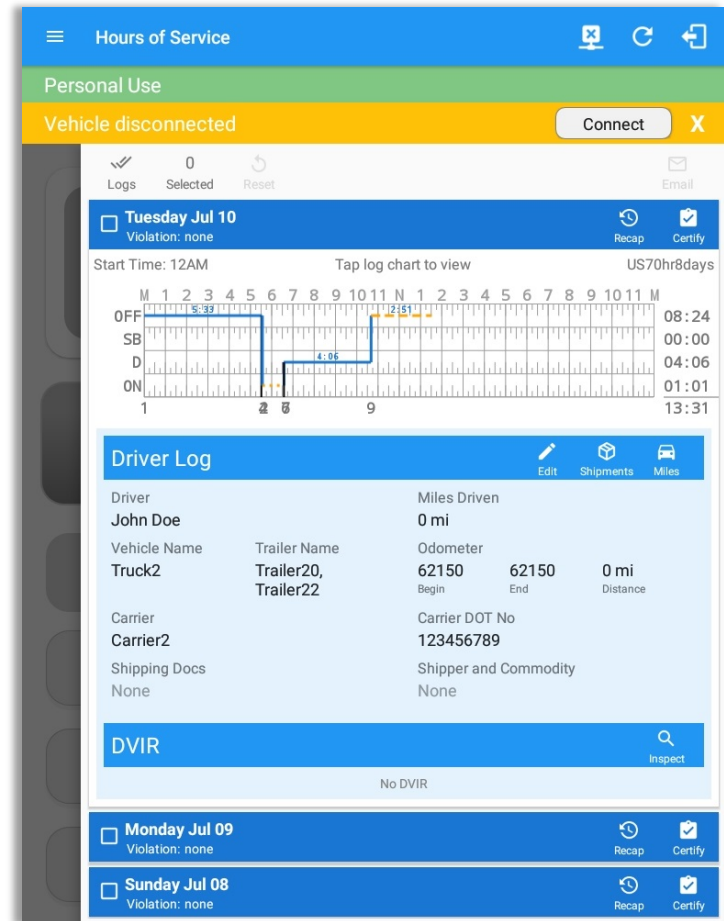 Hours of Service
Personal Use
Vehicle disconnected Connect X
0
Logs Selected Reset Email
Tuesday Jul 10
Violation: none Recap Certify
Start Time: 12AM Tap log chart to view US70hr8days
M 1 2 3 4 5 6 7 8 9 10 11 N 1 2 3 4 5 6 7 8 9 10 11 M
OFF 5:33 2:51 08:24
SB 00:00
D 4:06 04:06
ON 01:01
1 9 13:31
Driver Log Edit Shipments Miles
Driver Miles Driven
John Doe 0 mi
Vehicle Name Trailer Name Odometer
Truck2 Trailer20, 62150 62150 0 mi
Trailer22 Begin End Distance
Carrier Carrier DOT No
Carrier2 123456789
Shipping Docs Shipper and Commodity
None None
DVIR Inspect
No DVIR
Monday Jul 09
Violation: none Recap Certify
Sunday Jul 08
Violation: none Recap Certify